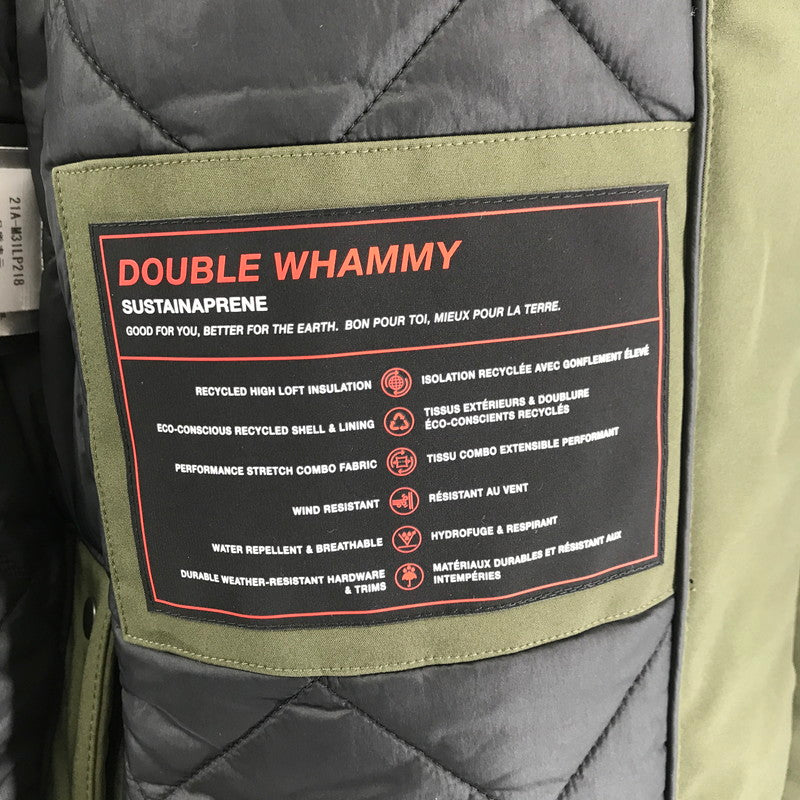 21A-M31LP218
DOUBLE WHAMMY
SUSTAINAPRENE
GOOD FOR YOU, BETTER FOR THE EARTH. BON POUR TOI, MIEUX POUR LA TERRE.
RECYCLED HIGH LOFT INSULATION
ISOLATION RECYCLÉE AVEC GONFLEMENT ÉLEVÉ
ECO-CONSCIOUS RECYCLED SHELL & LINING
TISSUS EXTÉRIEURS & DOUBLURE
ÉCO-CONSCIENTS RECYCLÉS
PERFORMANCE STRETCH COMBO FABRIC
TISSU COMBO EXTENSIBLE PERFORMANT
WIND RESISTANT
RÉSISTANT AU VENT
WATER REPELLENT & BREATHABLE
HYDROFUGE & RESPIRANT
DURABLE WEATHER-RESISTANT HARDWARE
& TRIMS
MATÉRIAUX DURABLES ET RÉSISTANT AUX
INTEMPÉRIES